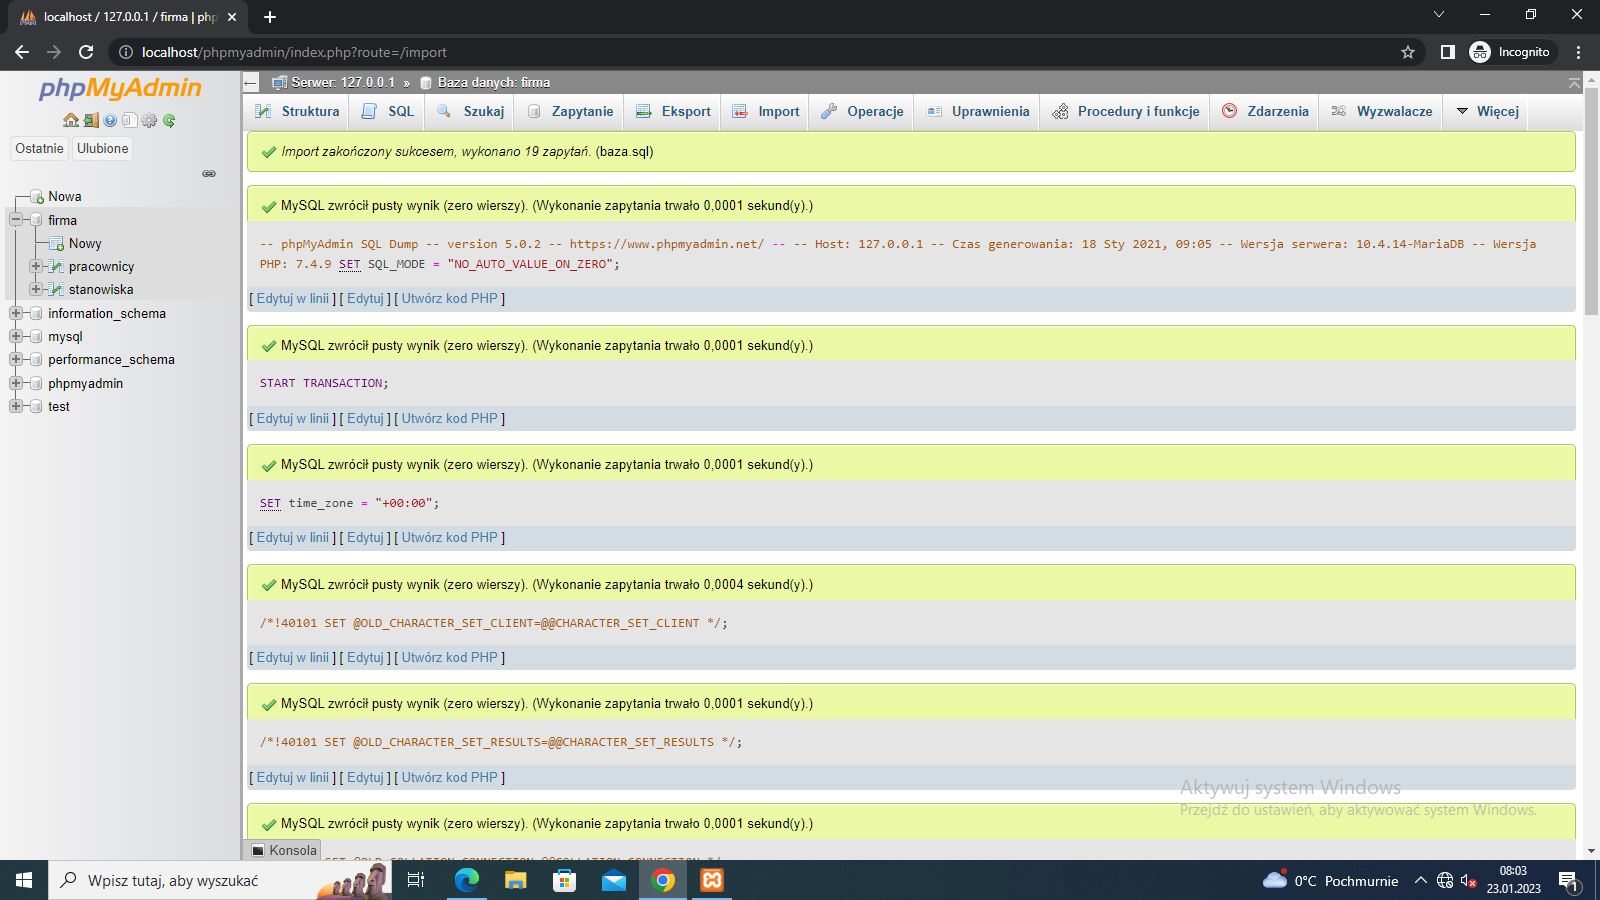 localhost / 127.0.0.1 / firma | php
localhost/phpmyadmin/index.php?route=/import
Incognito
phpMyAdmin
Ostatnie
Ulubione
Nowa
firma
Nowy
pracownicy
stanowiska
information_schema
mysql
performance_schema
phpmyadmin
test
Serwer: 127.0.0.1 » Baza danych: firma
Struktura
SQL
Szukaj
Zapytanie
Eksport
Import
Operacje
Uprawnienia
Procedury i funkcje
Zdarzenia
Wyzwalacze
Więcej
Import zakończony sukcesem, wykonano 19 zapytań. (baza.sql)
MySQL zwrócił pusty wynik (zero wierszy). (Wykonanie zapytania trwało 0,0001 sekund(y).)
-- phpMyAdmin SQL Dump -- version 5.0.2 -- https://www.phpmyadmin.net/ -- -- Host: 127.0.0.1 -- Czas generowania: 18 Sty 2021, 09:05 -- Wersja serwera: 10.4.14-MariaDB -- Wersja
PHP: 7.4.9 SET SQL_MODE = "NO_AUTO_VALUE_ON_ZERO";
[ Edytuj w linii ] [ Edytuj ] [ Utwórz kod PHP ]
MySQL zwrócił pusty wynik (zero wierszy). (Wykonanie zapytania trwało 0,0001 sekund(y).)
START TRANSACTION;
[ Edytuj w linii ] [ Edytuj ] [ Utwórz kod PHP ]
MySQL zwrócił pusty wynik (zero wierszy). (Wykonanie zapytania trwało 0,0001 sekund(y).)
SET time_zone = "+00:00";
[ Edytuj w linii ] [ Edytuj ] [ Utwórz kod PHP ]
MySQL zwrócił pusty wynik (zero wierszy). (Wykonanie zapytania trwało 0,0004 sekund(y).)
/*!40101 SET @OLD_CHARACTER_SET_CLIENT=@@CHARACTER_SET_CLIENT */;
[ Edytuj w linii ] [ Edytuj ] [ Utwórz kod PHP ]
MySQL zwrócił pusty wynik (zero wierszy). (Wykonanie zapytania trwało 0,0001 sekund(y).)
/*!40101 SET @OLD_CHARACTER_SET_RESULTS=@@CHARACTER_SET_RESULTS */;
[ Edytuj w linii ] [ Edytuj ] [ Utwórz kod PHP ]
Aktywuj system Windows
Przejdź do ustawień, aby aktywować system Windows.
MySQL zwrócił pusty wynik (zero wierszy). (Wykonanie zapytania trwało 0,0001 sekund(y).)
Konsola
Wpisz tutaj, aby wyszukać
0°C Pochmurnie
08:03
23.01.2023
1